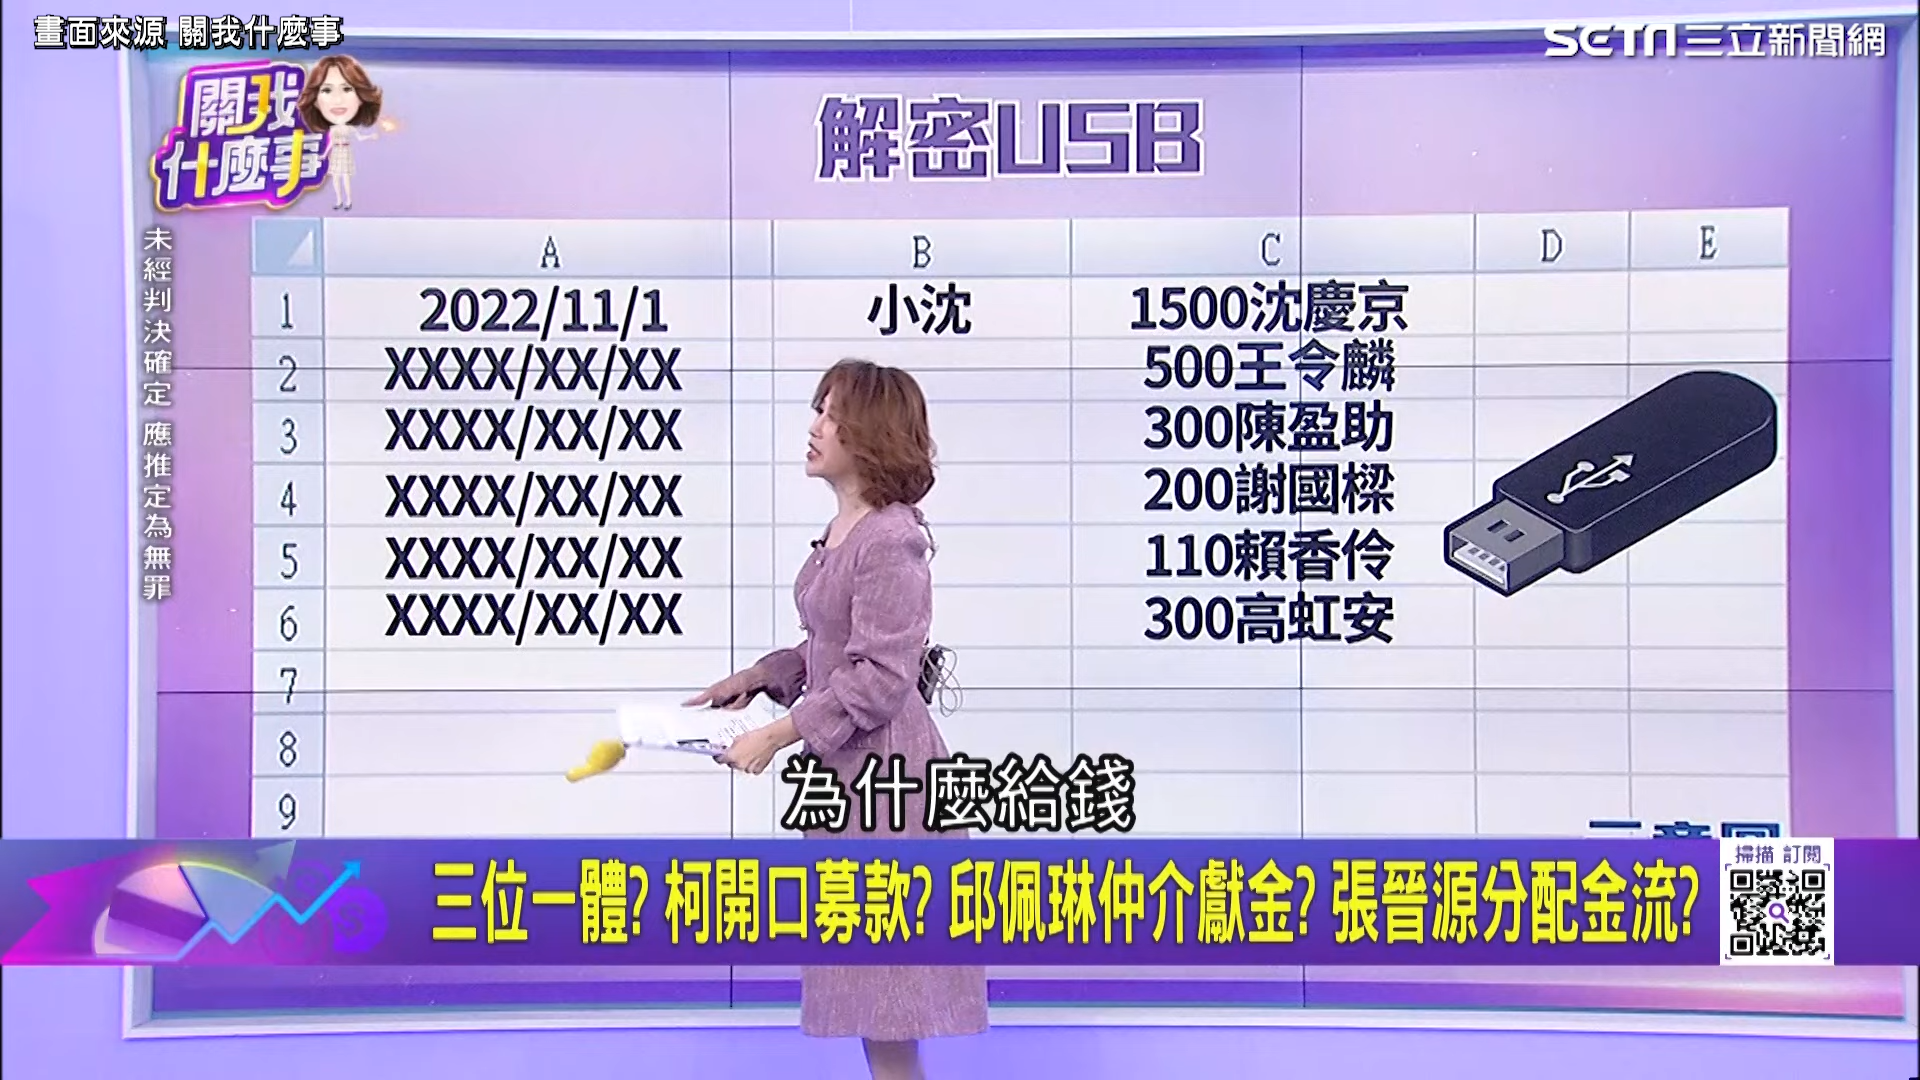 畫面來源 關我什麼事
SETN三立新聞網
關我
什麼事
解密USB
未經判決確定 應推定為無罪
A B C D E
1 2022/11/1 小沈 1500沈慶京
2 XXXX/XX/XX 500王令麟
3 XXXX/XX/XX 300陳盈助
4 XXXX/XX/XX 200謝國樑
5 XXXX/XX/XX 110賴香伶
6 XXXX/XX/XX 300高虹安
7
8
9
為什麼給錢
三位一體? 柯開口募款? 邱佩琳仲介獻金? 張晉源分配金流?
掃描 訂閱